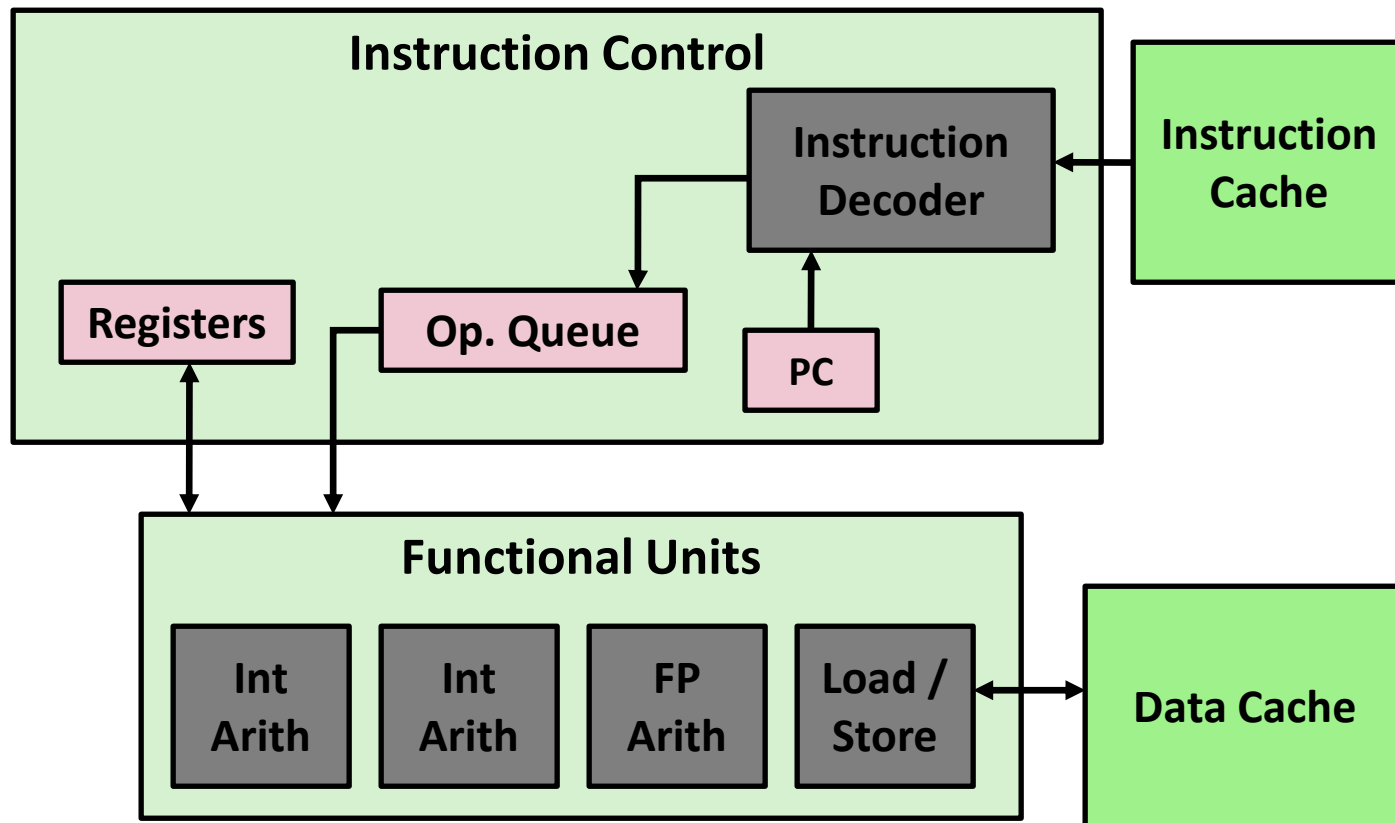 Instruction Control
Instruction
Decoder
Instruction
Cache
Registers
Op. Queue
PC
Functional Units
Int
Arith
Int
Arith
FP
Arith
Load /
Store
Data Cache